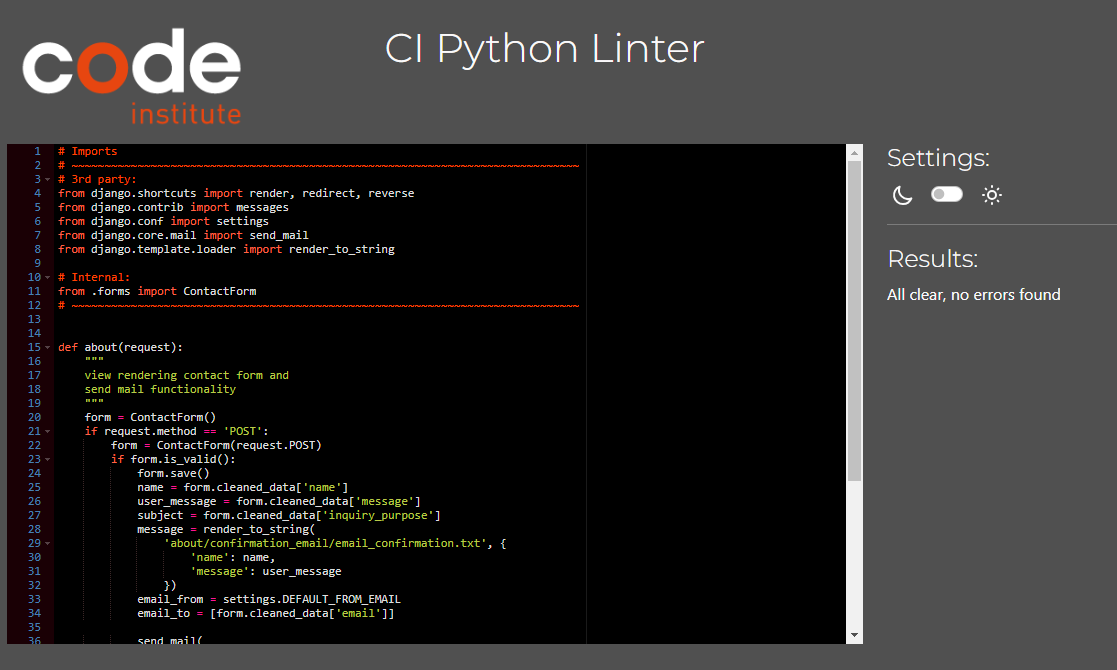 code
institute
CI Python Linter
1 # Imports
2 # ~~~~~~~~~~~~~~~~~~~~~~~~~~~~~~~~~~~~~~~~~~~~~~~~~~~~~~~~~~~~~~~~~~~~~~~~~~~~~
3 # 3rd party:
4 from django.shortcuts import render, redirect, reverse
5 from django.contrib import messages
6 from django.conf import settings
7 from django.core.mail import send_mail
8 from django.template.loader import render_to_string
9
10 # Internal:
11 from .forms import ContactForm
12 # ~~~~~~~~~~~~~~~~~~~~~~~~~~~~~~~~~~~~~~~~~~~~~~~~~~~~~~~~~~~~~~~~~~~~~~~~~~~~~
13
14
15 def about(request):
16     """
17     view rendering contact form and
18     send mail functionality
19     """
20     form = ContactForm()
21     if request.method == 'POST':
22         form = ContactForm(request.POST)
23         if form.is_valid():
24             form.save()
25             name = form.cleaned_data['name']
26             user_message = form.cleaned_data['message']
27             subject = form.cleaned_data['inquiry_purpose']
28             message = render_to_string(
29                 'about/confirmation_email/email_confirmation.txt', {
30                     'name': name,
31                     'message': user_message
32                 })
33             email_from = settings.DEFAULT_FROM_EMAIL
34             email_to = [form.cleaned_data['email']]
35
36             send_mail(
Settings:
Results:
All clear, no errors found